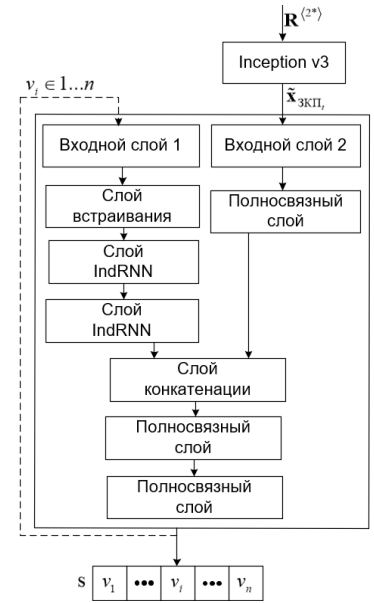 R⟨2*⟩
Inception v3
vi ∈ 1...n
x̃ЗКПt
Входной слой 1
Входной слой 2
Слой
встраивания
Полносвязный
слой
Слой
IndRNN
Слой
IndRNN
Слой
конкатенации
Полносвязный
слой
Полносвязный
слой
s v1 ••• vi ••• vn